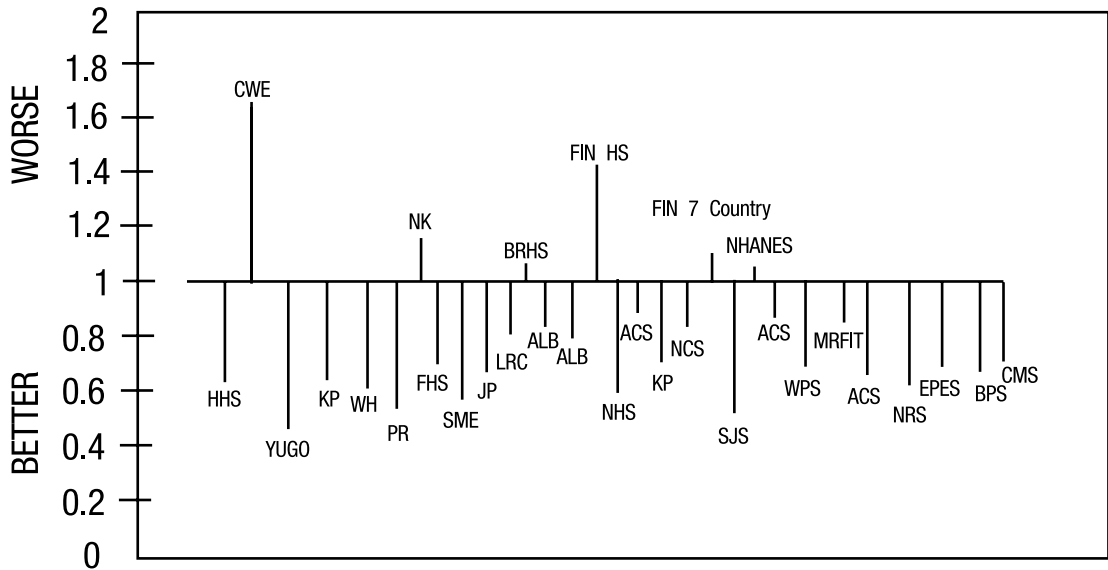 2
1.8
1.6
1.4
1.2
1
0.8
0.6
0.4
0.2
0
WORSE
BETTER
CWE
FIN HS
FIN 7 Country
NK
BRHS
NHANES
HHS
YUGO
KP
WH
PR
FHS
SME
JP
LRC
ALB
ALB
NHS
ACS
KP
NCS
SJS
ACS
WPS
MRFIT
ACS
NRS
EPES
BPS
CMS